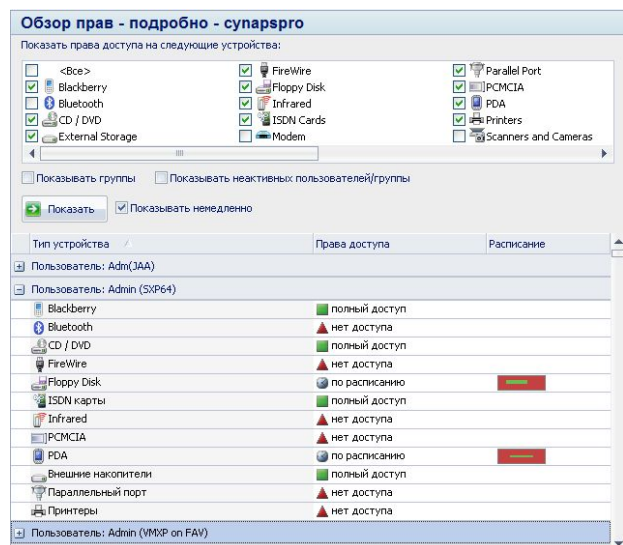 Обзор прав - подробно - cynapspro
Показать права доступа на следующие устройства:
<Все> FireWire Parallel Port
Blackberry Floppy Disk PCMCIA
Bluetooth Infrared PDA
CD / DVD ISDN Cards Printers
External Storage Modem Scanners and Cameras
Показывать группы Показывать неактивных пользователей/группы
Показать Показывать немедленно
Тип устройства Права доступа Расписание
Пользователь: Adm(JAA)
Пользователь: Admin (SXP64)
Blackberry полный доступ
Bluetooth нет доступа
CD / DVD полный доступ
FireWire нет доступа
Floppy Disk по расписанию
ISDN карты полный доступ
Infrared нет доступа
PCMCIA нет доступа
PDA по расписанию
Внешние накопители полный доступ
Параллельный порт нет доступа
Принтеры нет доступа
Пользователь: Admin (VMXP on FAV)